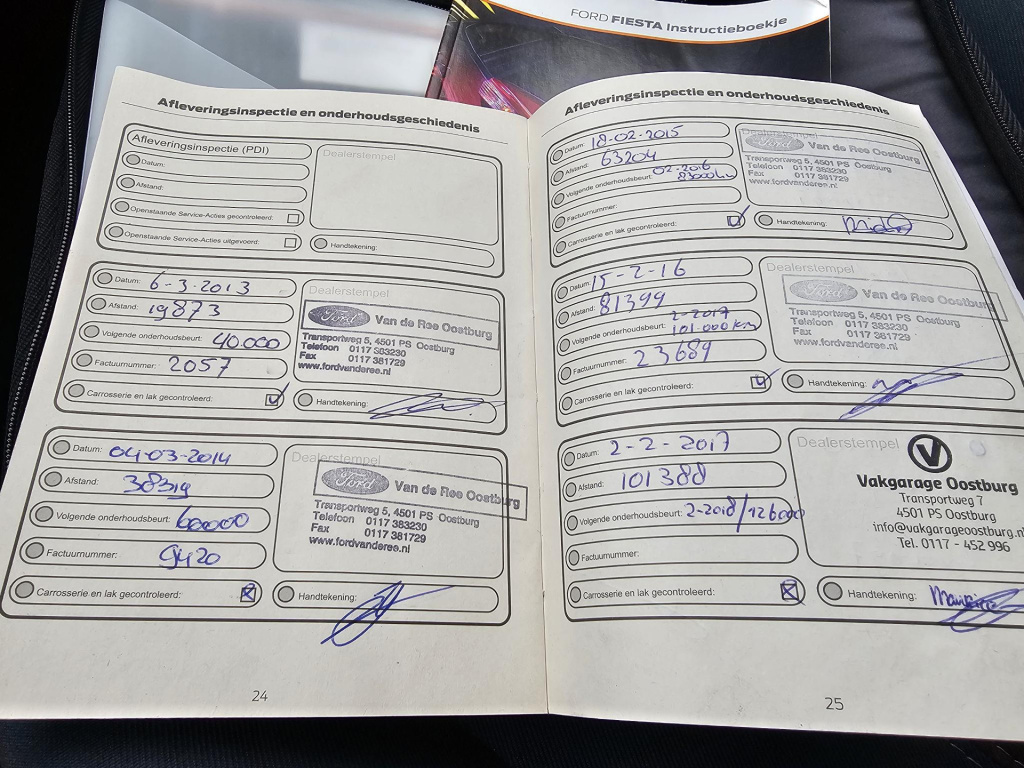 FORD FIESTA Instructieboekje
Afleveringsinspectie en onderhoudsgeschiedenis
Afleveringsinspectie (PDI)
Datum:
Afstand:
Openstaande Service-Acties gecontroleerd:
Openstaande Service-Acties uitgevoerd:
Dealerstempel
Handtekening:
Datum: 6-3-2013
Afstand: 19873
Volgende onderhoudsbeurt: 40.000
Factuurnummer: 2057
Carrosserie en lak gecontroleerd:
Dealerstempel
Ford Van de Ree Oostburg
Transportweg 5, 4501 PS Oostburg
Telefoon 0117 383230
Fax 0117 381729
www.fordvanderee.nl
Handtekening:
Datum: 04-03-2014
Afstand: 38319
Volgende onderhoudsbeurt: 60000
Factuurnummer: 9420
Carrosserie en lak gecontroleerd:
Dealerstempel
Ford Van de Ree Oostburg
Transportweg 5, 4501 PS Oostburg
Telefoon 0117 383230
Fax 0117 381729
www.fordvanderee.nl
Handtekening:
24
Afleveringsinspectie en onderhoudsgeschiedenis
Datum: 18-02-2015
Afstand: 63204
Volgende onderhoudsbeurt: 02-2016
83000km
Factuurnummer:
Carrosserie en lak gecontroleerd:
Dealerstempel
Ford Van de Ree Oostburg
Transportweg 5, 4501 PS Oostburg
Telefoon 0117 383230
Fax 0117 381729
www.fordvanderee.nl
Handtekening:
Datum: 15-2-16
Afstand: 81399
Volgende onderhoudsbeurt: 2-2017
101.000 km
Factuurnummer: 23689
Carrosserie en lak gecontroleerd:
Dealerstempel
Ford Van de Ree Oostburg
Transportweg 5, 4501 PS Oostburg
Telefoon 0117 383230
Fax 0117 381729
www.fordvanderee.nl
Handtekening:
Datum: 2-2-2017
Afstand: 101388
Volgende onderhoudsbeurt: 2-2018/126000
Factuurnummer:
Carrosserie en lak gecontroleerd:
Dealerstempel
V
Vakgarage Oostburg
Transportweg 7
4501 PS Oostburg
info@vakgarageoostburg.nl
Tel. 0117 - 452 996
Handtekening:
25